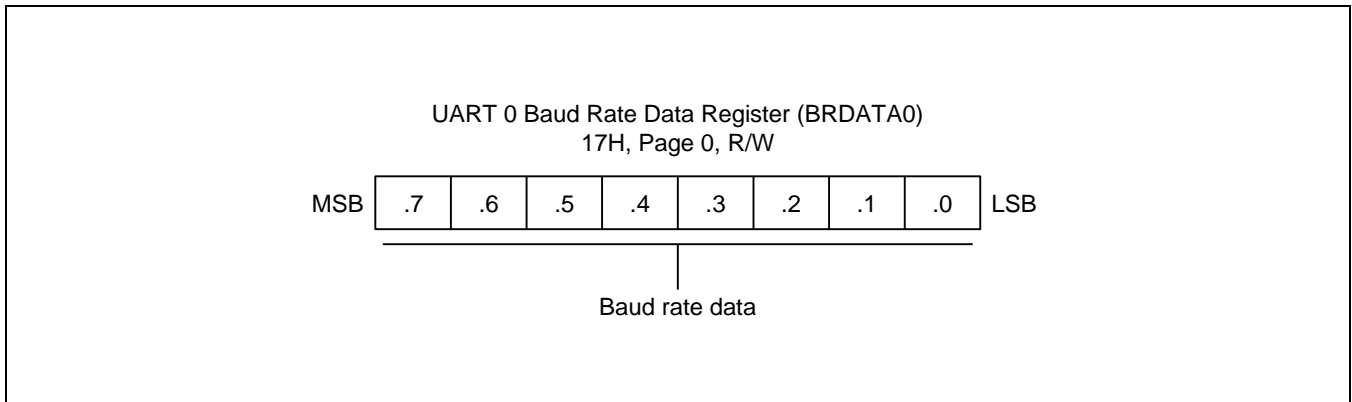 UART 0 Baud Rate Data Register (BRDATA0)
17H, Page 0, R/W
MSB .7 .6 .5 .4 .3 .2 .1 .0 LSB
Baud rate data